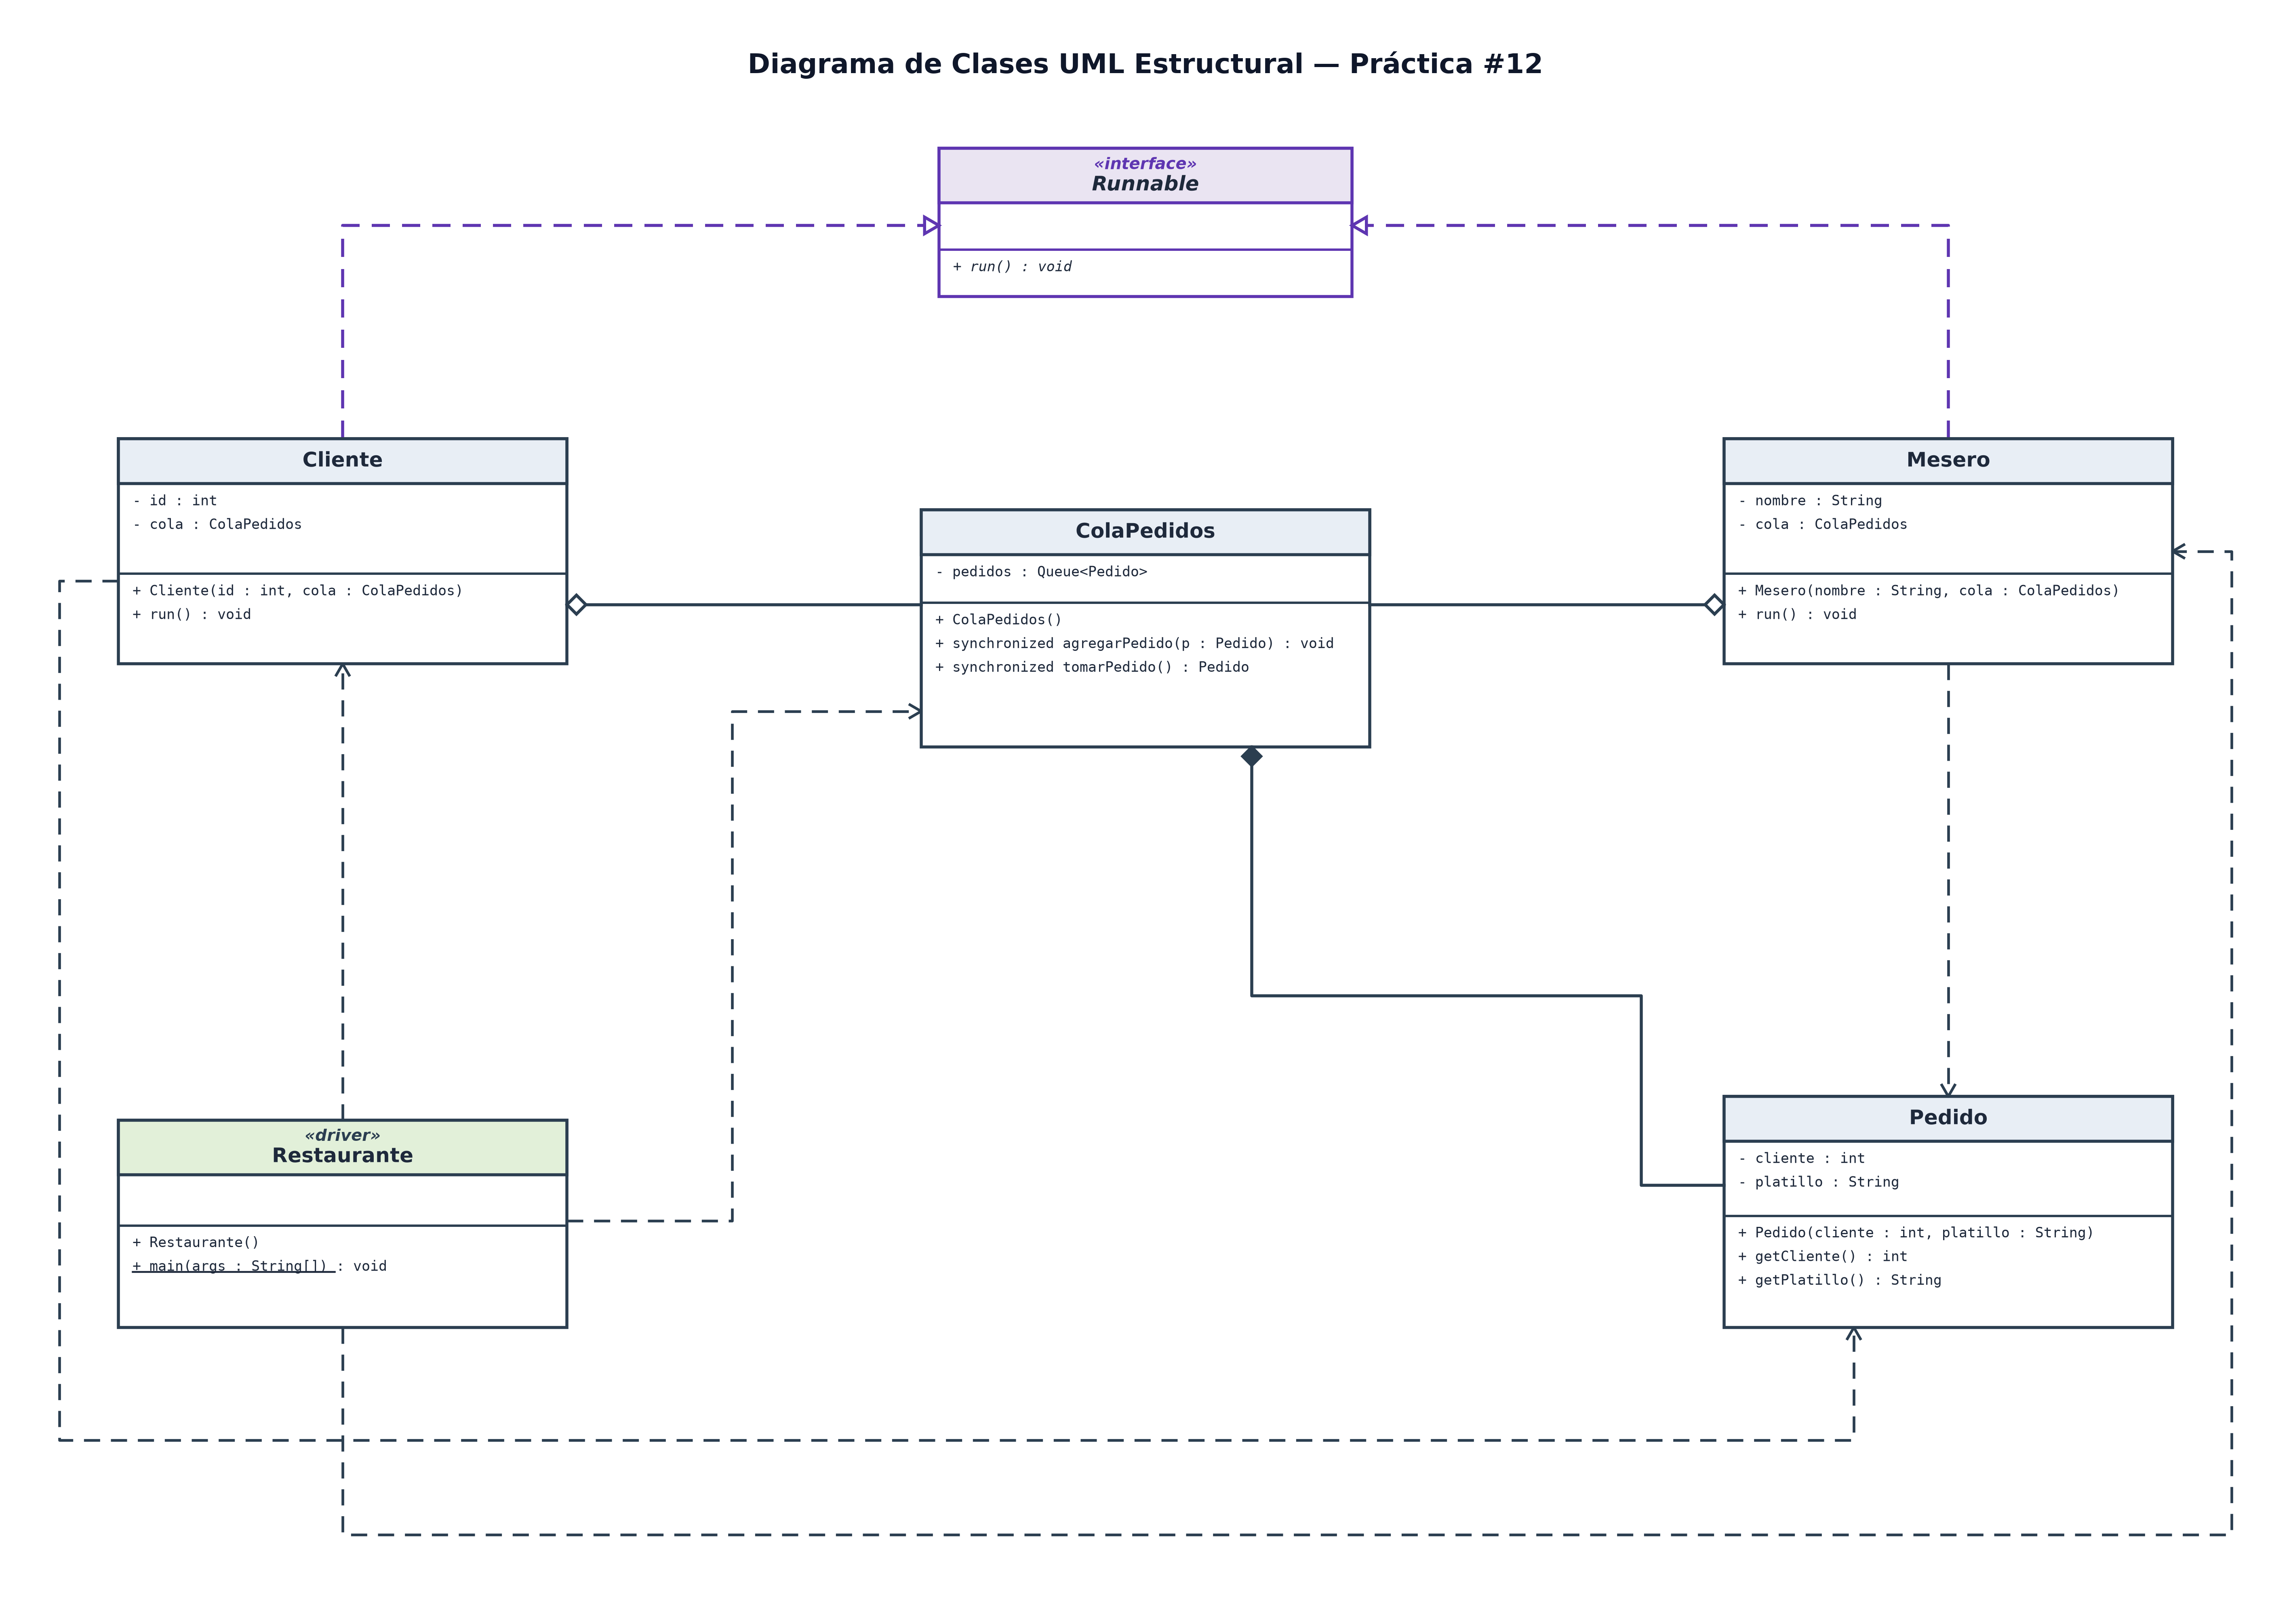 Diagrama de Clases UML Estructural — Práctica #12
«interface»
Runnable
+ run() : void
Cliente
- id : int
- cola : ColaPedidos
+ Cliente(id : int, cola : ColaPedidos)
+ run() : void
ColaPedidos
- pedidos : Queue<Pedido>
+ ColaPedidos()
+ synchronized agregarPedido(p : Pedido) : void
+ synchronized tomarPedido() : Pedido
Mesero
- nombre : String
- cola : ColaPedidos
+ Mesero(nombre : String, cola : ColaPedidos)
+ run() : void
«driver»
Restaurante
+ Restaurante()
+ main(args : String[]) : void
Pedido
- cliente : int
- platillo : String
+ Pedido(cliente : int, platillo : String)
+ getCliente() : int
+ getPlatillo() : String